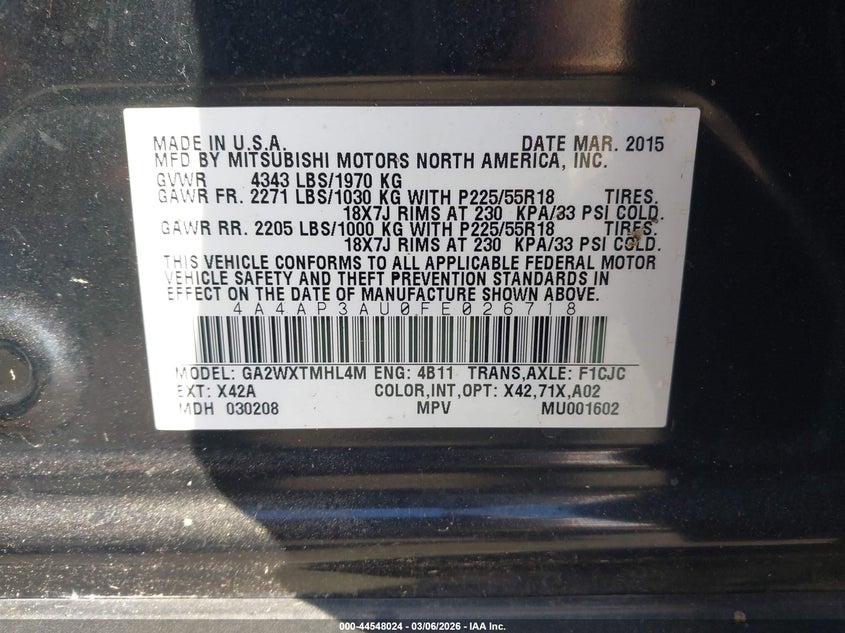 MADE IN U.S.A. DATE MAR. 2015
MFD BY MITSUBISHI MOTORS NORTH AMERICA, INC.
GVWR 4343 LBS/1970 KG
GAWR FR. 2271 LBS/1030 KG WITH P225/55R18 TIRES.
18X7J RIMS AT 230 KPA/33 PSI COLD.
GAWR RR. 2205 LBS/1000 KG WITH P225/55R18 TIRES.
18X7J RIMS AT 230 KPA/33 PSI COLD.
THIS VEHICLE CONFORMS TO ALL APPLICABLE FEDERAL MOTOR
VEHICLE SAFETY AND THEFT PREVENTION STANDARDS IN
EFFECT ON THE DATE OF MANUFACTURE SHOWN ABOVE.
4A4AP3AU0FE026718
MODEL: GA2WXTMHL4M ENG: 4B11 TRANS,AXLE: F1CJC
EXT: X42A COLOR,INT,OPT: X42,71X,A02
MDH 030208 MPV MU001602
000-44548024 — 03/06/2026 — IAA Inc.